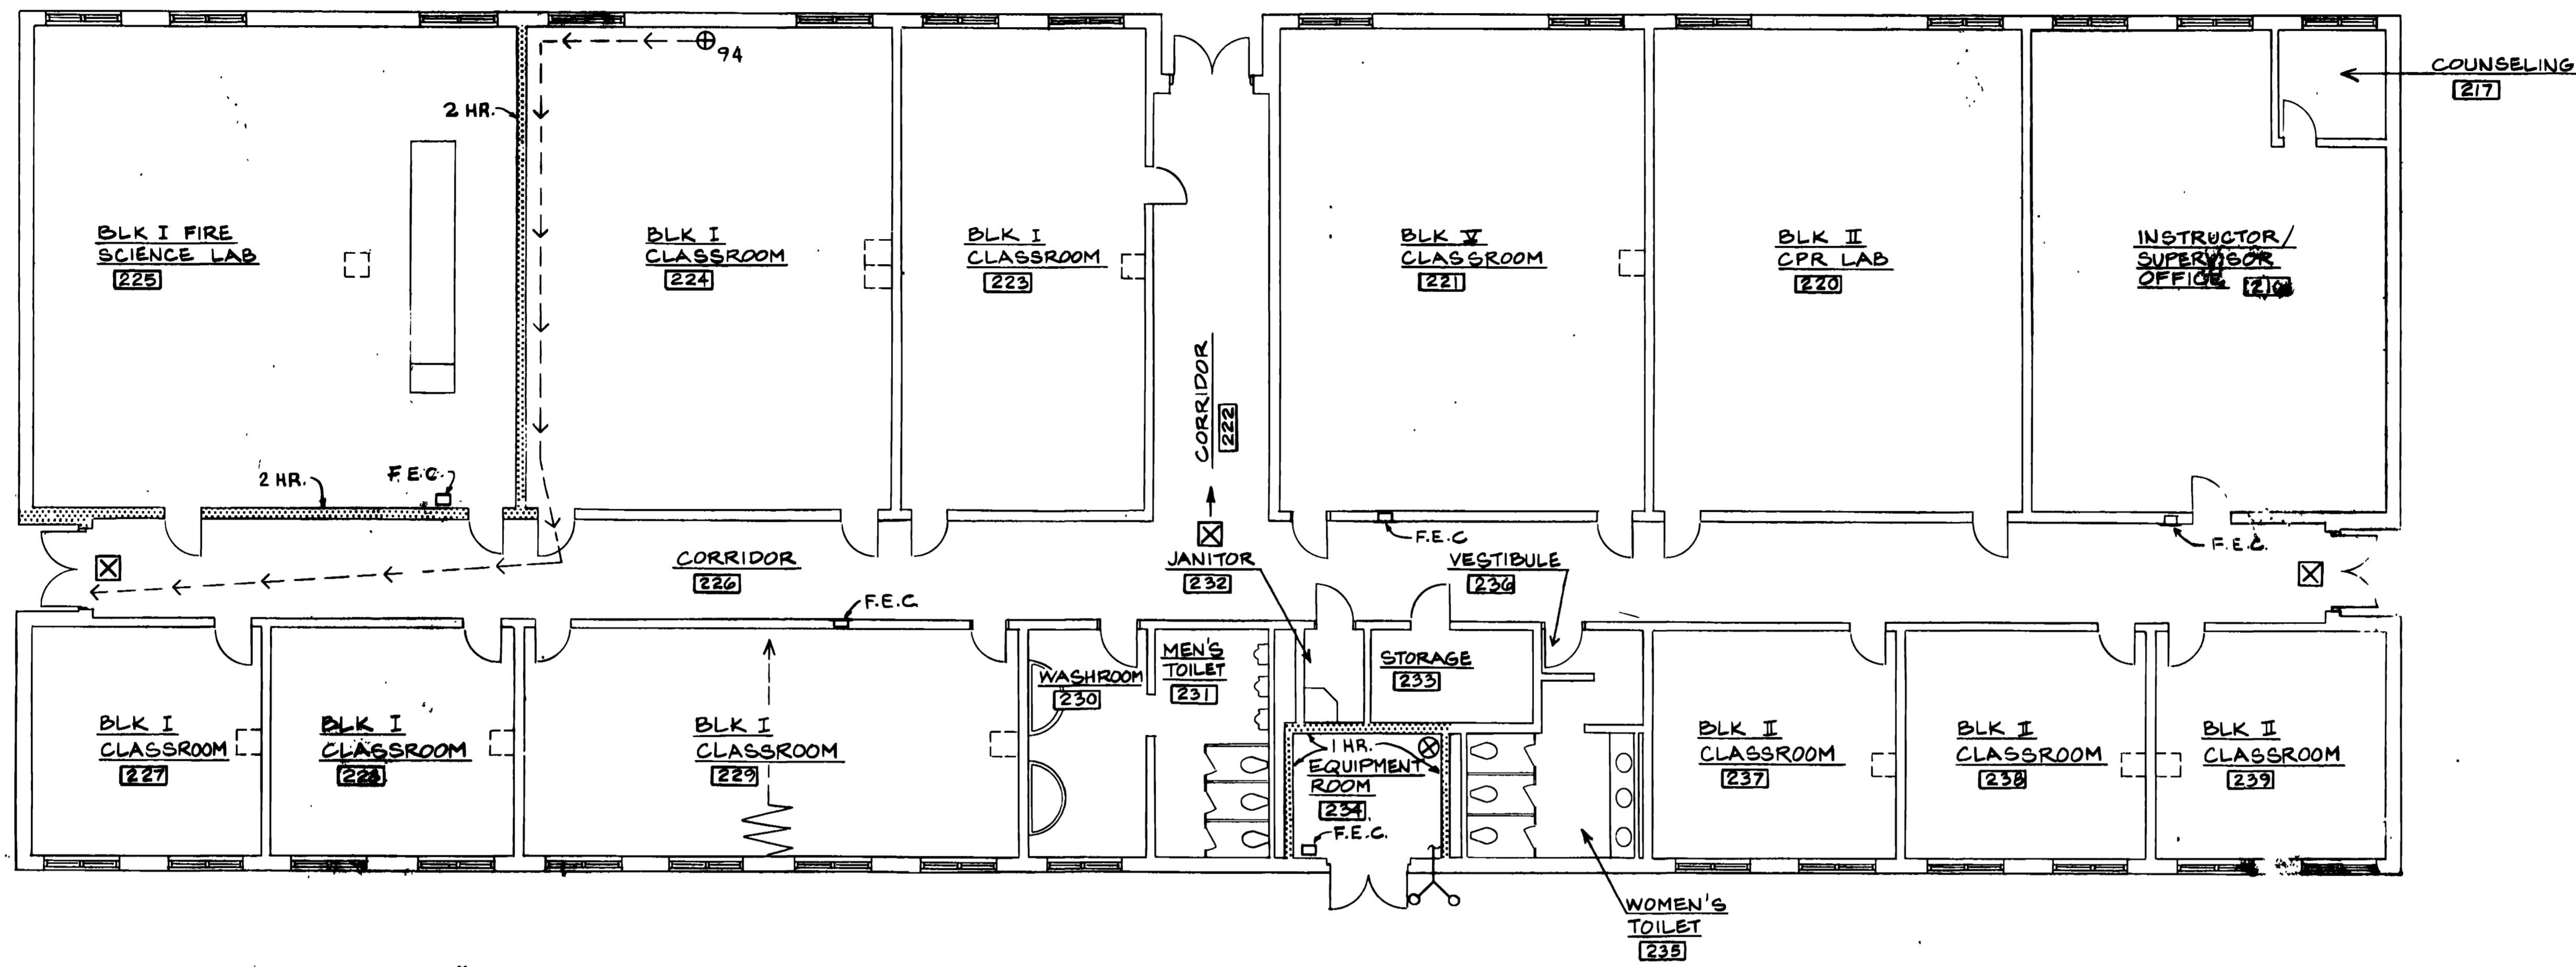 94
COUNSELING
217
2 HR.
BLK I FIRE
SCIENCE LAB
225
BLK I
CLASSROOM
224
BLK I
CLASSROOM
223
BLK V
CLASSROOM
221
BLK II
CPR LAB
220
INSTRUCTOR/
SUPERVISOR
OFFICE
CORRIDOR
222
2 HR.
F.E.C.
F.E.C
F.E.C.
CORRIDOR
226
JANITOR
232
VESTIBULE
236
F.E.C.
BLK I
CLASSROOM
227
BLK I
CLASSROOM
228
BLK I
CLASSROOM
229
WASHROOM
230
MEN'S
TOILET
231
STORAGE
233
1 HR.
EQUIPMENT
ROOM
234
F.E.C.
BLK II
CLASSROOM
237
BLK II
CLASSROOM
238
BLK II
CLASSROOM
239
WOMEN'S
TOILET
235